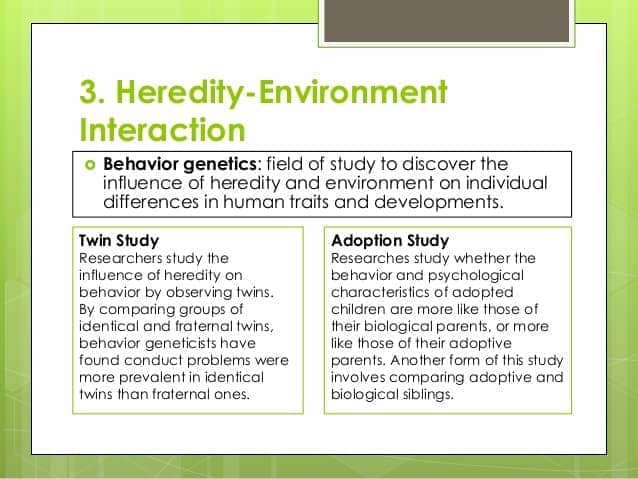 3. Heredity-Environment
Interaction
Behavior genetics: field of study to discover the
influence of heredity and environment on individual
differences in human traits and developments.
Twin Study
Researchers study the
influence of heredity on
behavior by observing twins.
By comparing groups of
identical and fraternal twins,
behavior geneticists have
found conduct problems were
more prevalent in identical
twins than fraternal ones.
Adoption Study
Researches study whether the
behavior and psychological
characteristics of adopted
children are more like those of
their biological parents, or more
like those of their adoptive
parents. Another form of this study
involves comparing adoptive and
biological siblings.